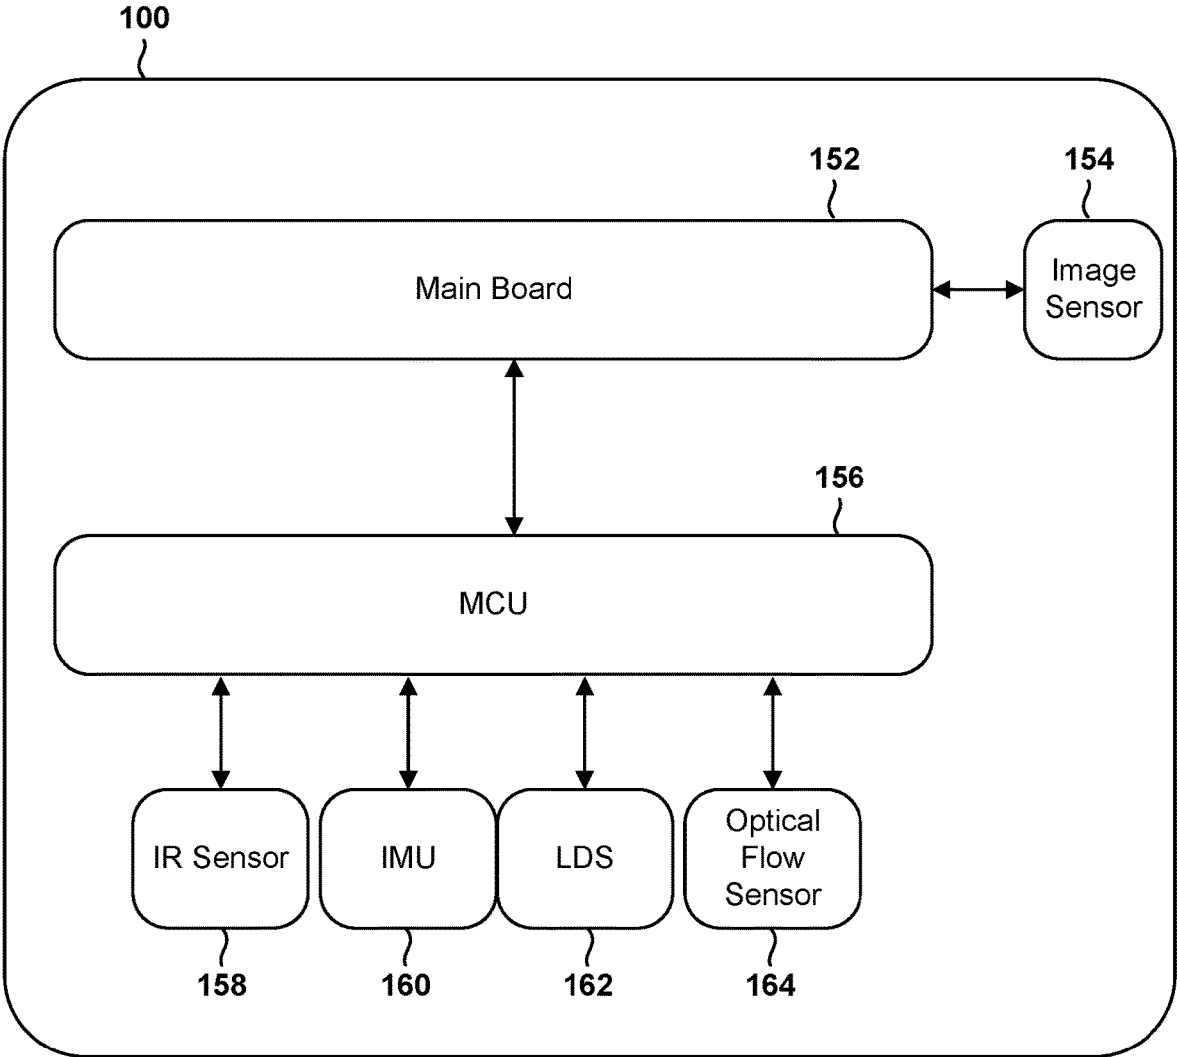 100
152
154
Main Board
Image
Sensor
156
MCU
IR Sensor
IMU
LDS
Optical
Flow
Sensor
158
160
162
164